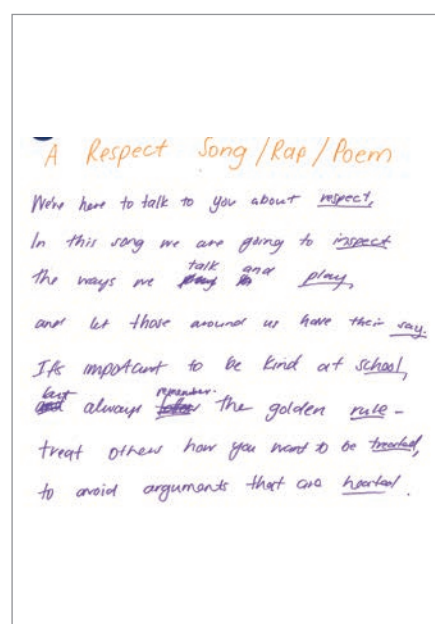 A Respect Song/Rap/Poem
We're here to talk to you about respect,
In this song we are going to inspect
the ways we talk and play,
and let those around us have their say.
It's important to be kind at school,
but always remember the golden rule -
treat others how you want to be treated,
to avoid arguments that are heated.